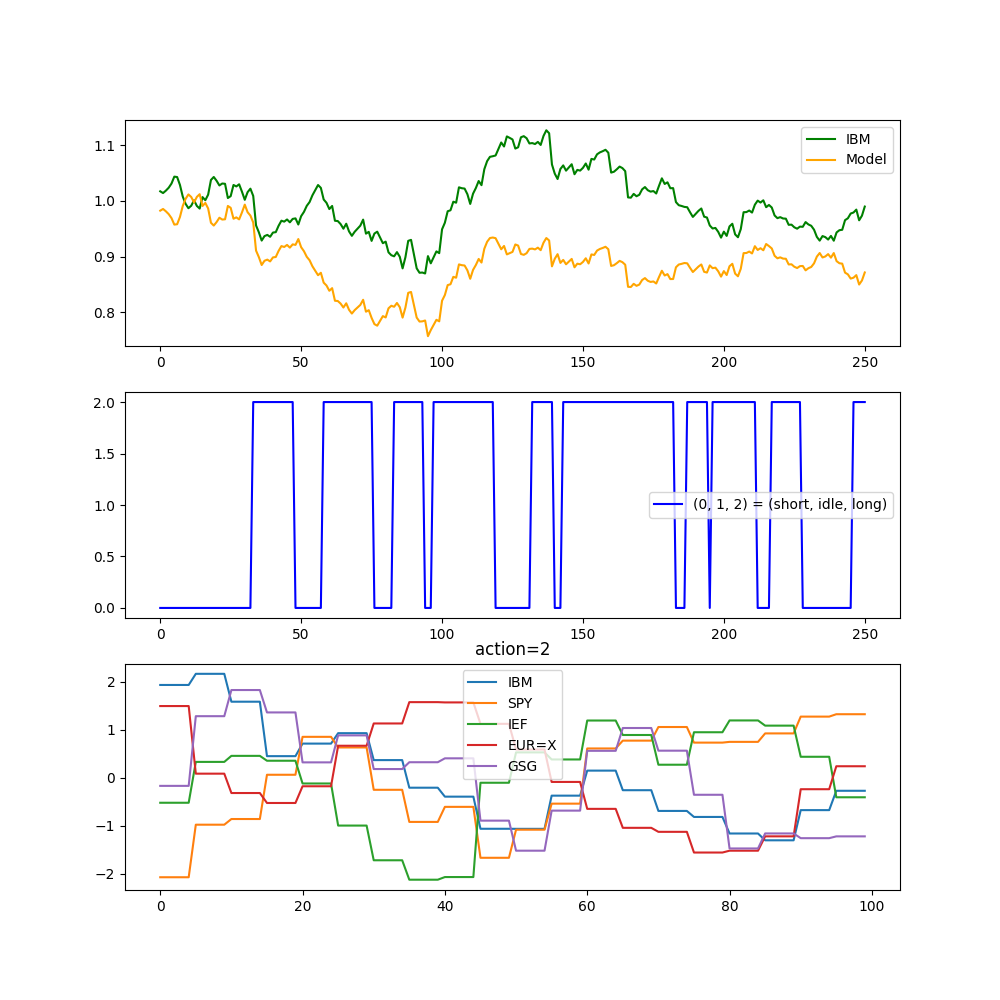 1.1
1.0
0.9
0.8
IBM
Model
0 50 100 150 200 250
2.0
1.5
1.0
0.5
0.0
(0, 1, 2) = (short, idle, long)
0 50 100 150 200 250
action=2
2
1
0
−1
−2
IBM
SPY
IEF
EUR=X
GSG
0 20 40 60 80 100